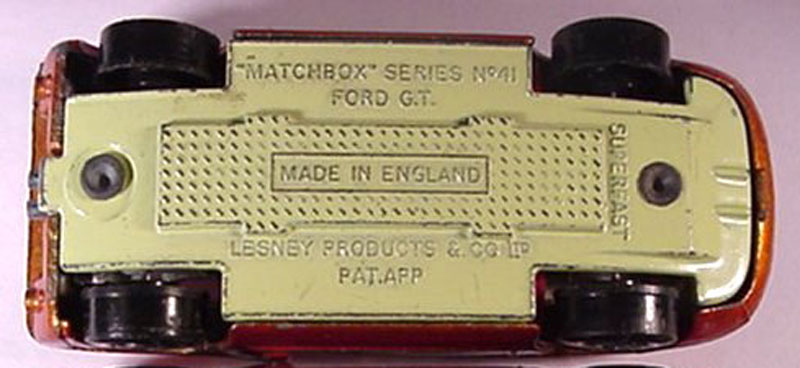 "MATCHBOX" SERIES Nº41
FORD G.T.
MADE IN ENGLAND
SUPERFAST
LESNEY PRODUCTS & CO LTD
PAT.APP